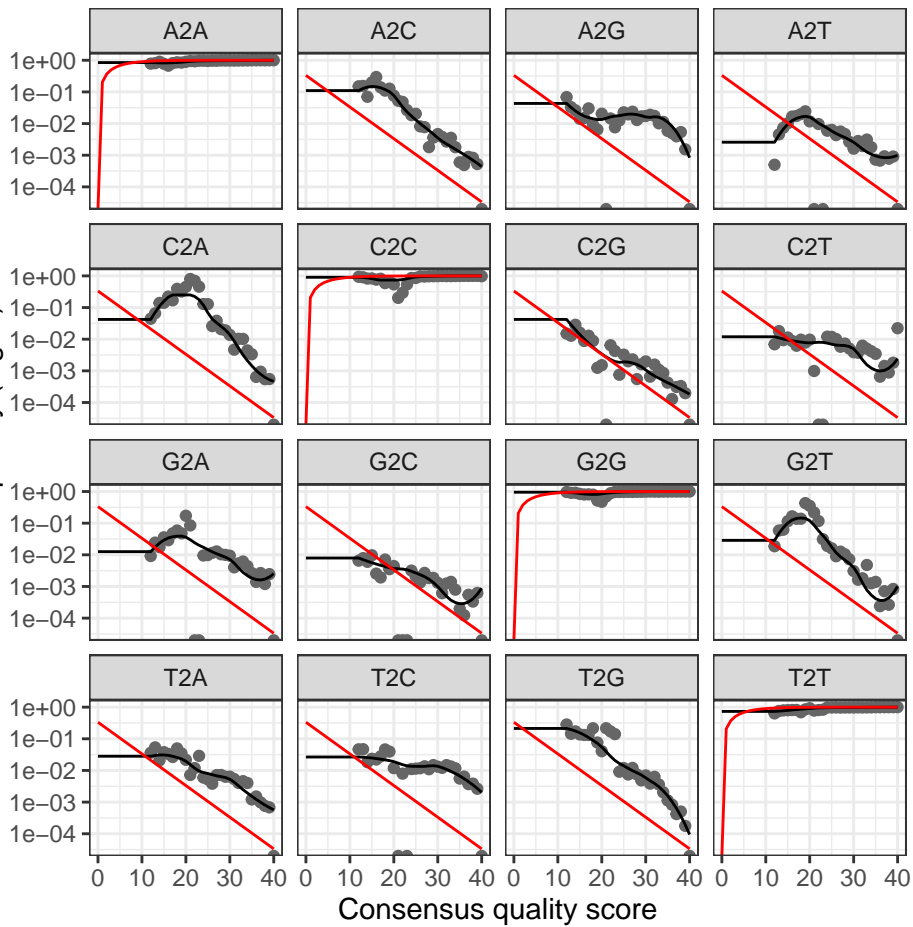 A2A A2C A2G A2T
1e+00
1e−01
1e−02
1e−03
1e−04
C2A C2C C2G C2T
1e+00
1e−01
1e−02
1e−03
1e−04
G2A G2C G2G G2T
1e+00
1e−01
1e−02
1e−03
1e−04
T2A T2C T2G T2T
1e+00
1e−01
1e−02
1e−03
1e−04
0 10 20 30 40 0 10 20 30 40 0 10 20 30 40 0 10 20 30 40
Consensus quality score